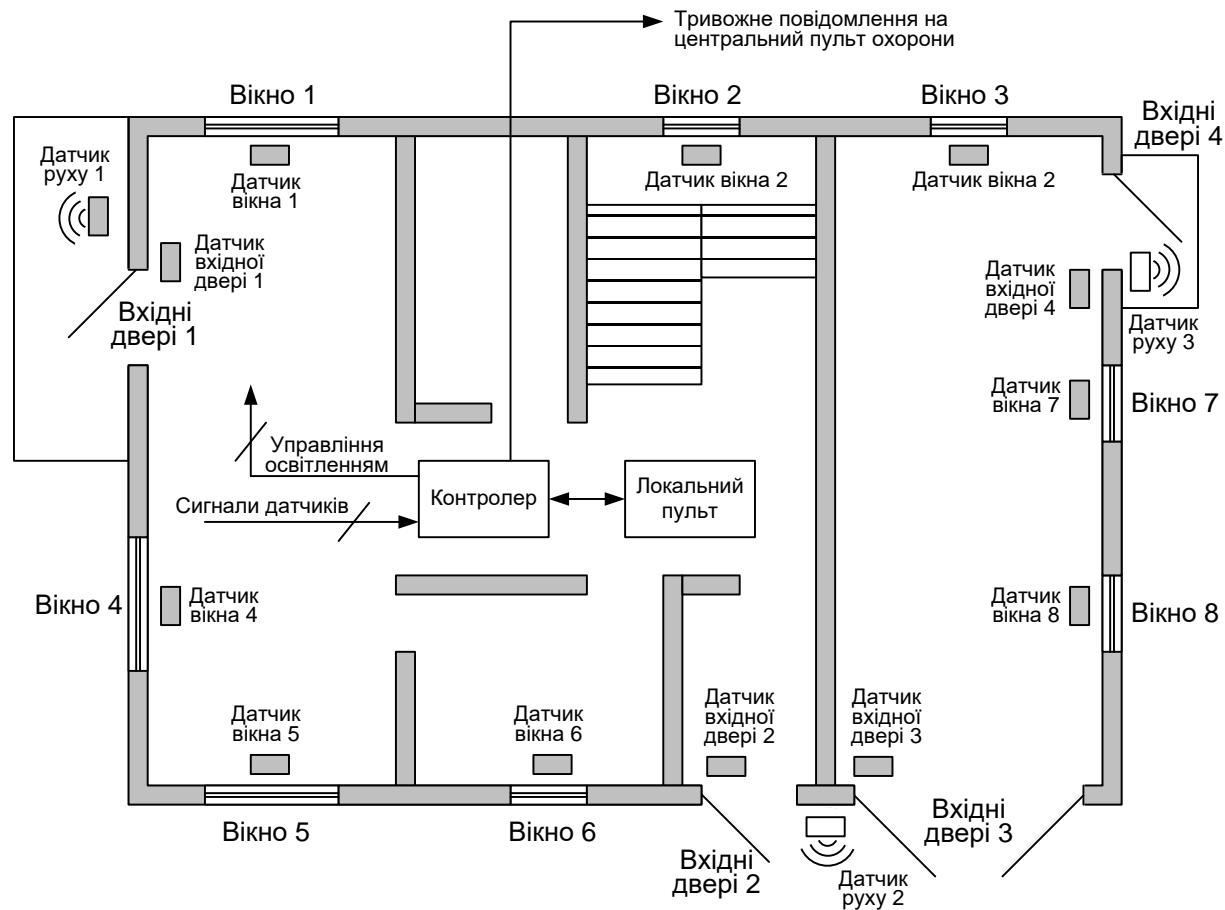 Тривожне повідомлення на
центральний пульт охорони
Вікно 1
Вікно 2
Вікно 3
Вхідні
двері 4
Датчик
руху 1
Датчик
вікна 1
Датчик вікна 2
Датчик вікна 2
Датчик
вхідної
двері 1
Датчик
вхідної
двері 4
Вхідні
двері 1
Датчик
руху 3
Датчик
вікна 7
Вікно 7
Управління
освітленням
Сигнали датчиків
Контролер
Локальний
пульт
Вікно 4
Датчик
вікна 4
Датчик
вікна 8
Вікно 8
Датчик
вікна 5
Датчик
вікна 6
Датчик
вхідної
двері 2
Датчик
вхідної
двері 3
Вікно 5
Вікно 6
Вхідні
двері 2
Вхідні
двері 3
Датчик
руху 2